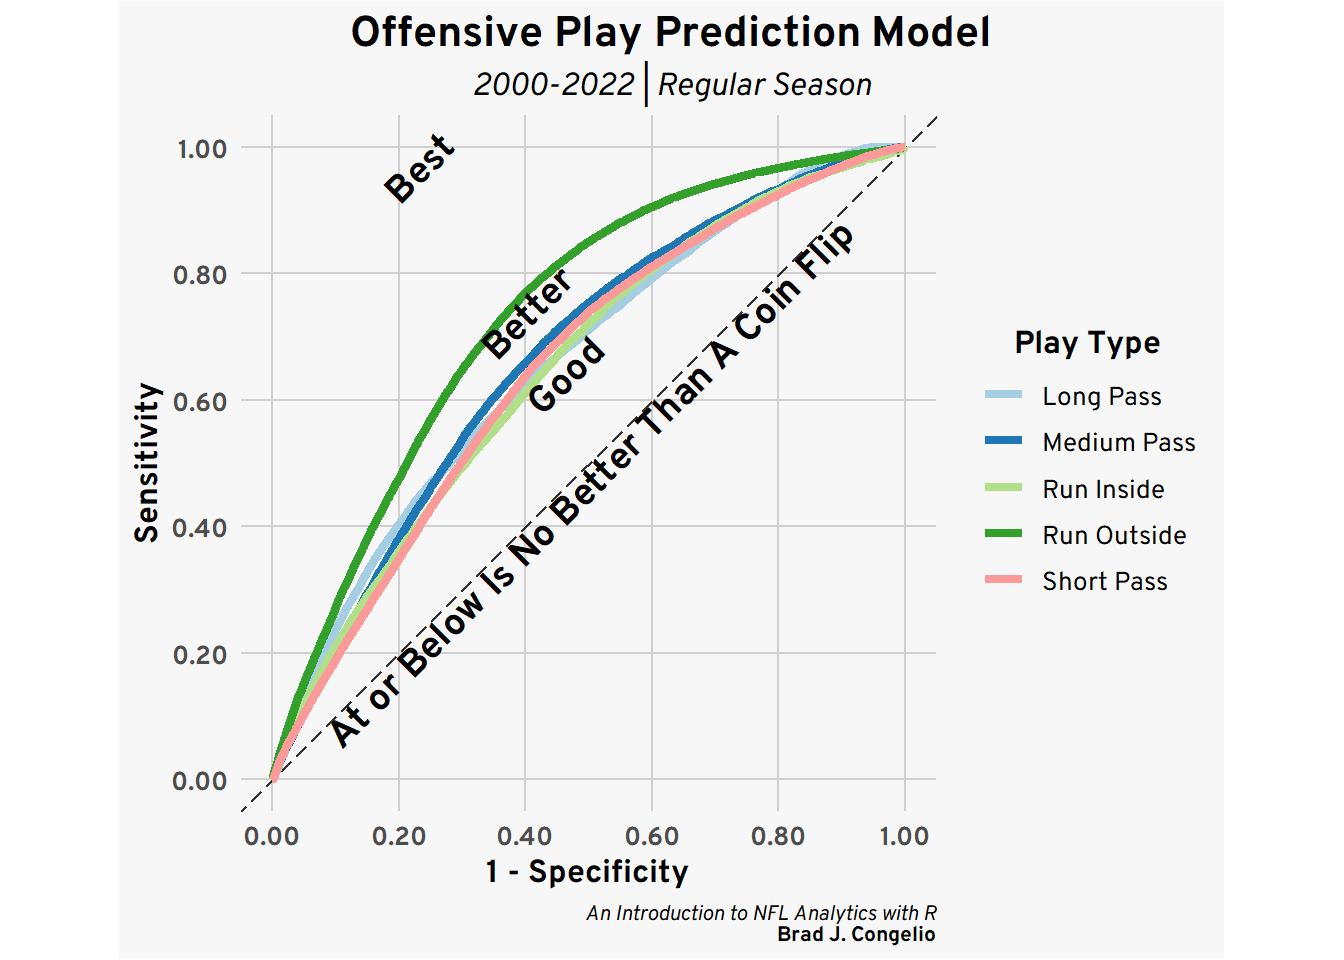 Offensive Play Prediction Model
2000-2022 | Regular Season
Best
Better
Good
At or Below Is No Better Than A Coin Flip
Sensitivity
1.00
0.80
0.60
0.40
0.20
0.00
0.00 0.20 0.40 0.60 0.80 1.00
1 - Specificity
Play Type
Long Pass
Medium Pass
Run Inside
Run Outside
Short Pass
An Introduction to NFL Analytics with R
Brad J. Congelio